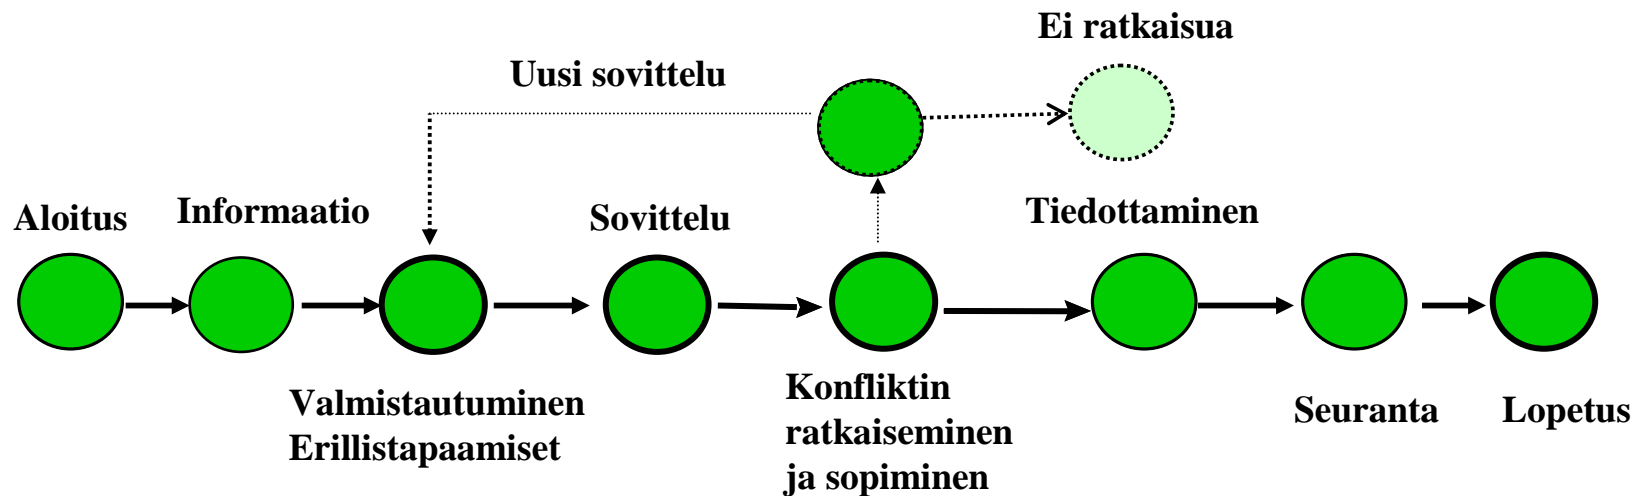 Ei ratkaisua
Uusi sovittelu
Aloitus
Informaatio
Sovittelu
Tiedottaminen
Valmistautuminen
Erillistapaamiset
Konfliktin
ratkaiseminen
ja sopiminen
Seuranta
Lopetus